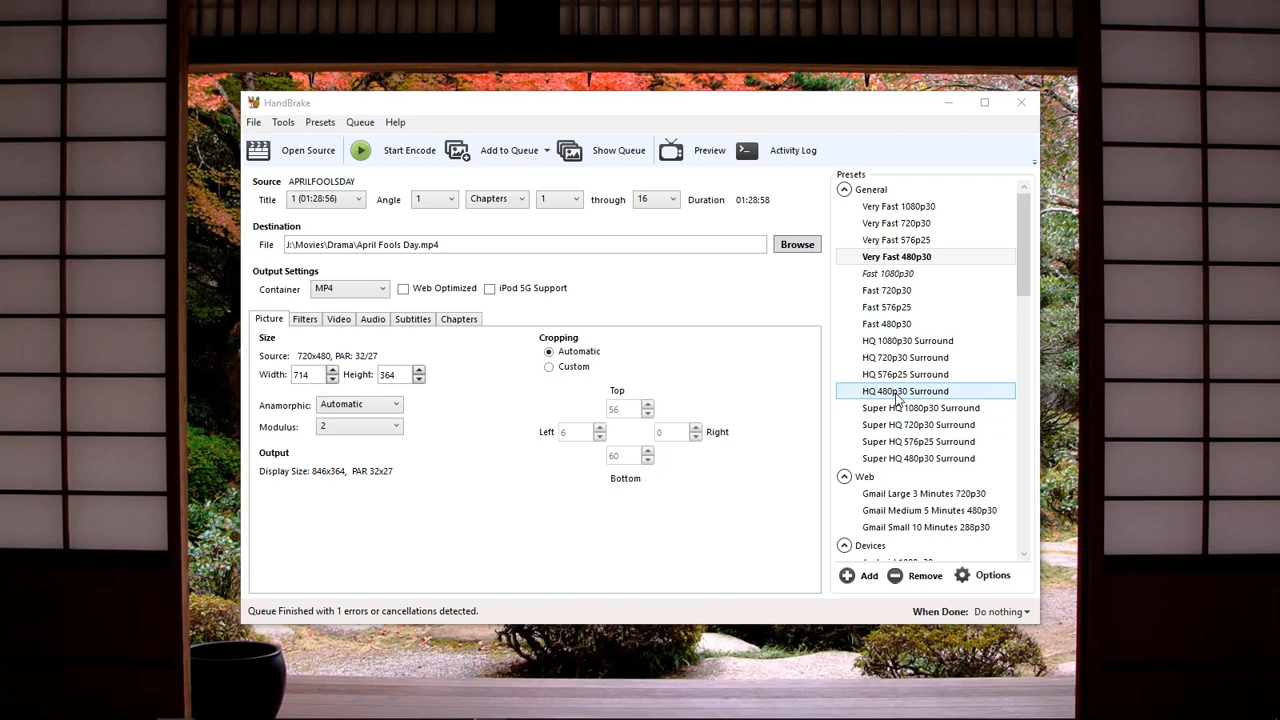 HandBrake
File Tools Presets Queue Help
Open Source Start Encode Add to Queue Show Queue Preview Activity Log
Source APRILFOOLSDAY
Title 1 (01:28:56) Angle 1 Chapters 1 through 16 Duration 01:28:58
Destination
File J:\Movies\Drama\April Fools Day.mp4 Browse
Output Settings
Container MP4 Web Optimized iPod 5G Support
Picture Filters Video Audio Subtitles Chapters
Size
Source: 720x480, PAR: 32/27
Width: 714 Height: 364
Anamorphic: Automatic
Modulus: 2
Output
Display Size: 846x364, PAR 32x27
Cropping
Automatic
Custom
Top
56
Left 6 0 Right
60
Bottom
Presets
General
Very Fast 1080p30
Very Fast 720p30
Very Fast 576p25
Very Fast 480p30
Fast 1080p30
Fast 720p30
Fast 576p25
Fast 480p30
HQ 1080p30 Surround
HQ 720p30 Surround
HQ 576p25 Surround
HQ 480p30 Surround
Super HQ 1080p30 Surround
Super HQ 720p30 Surround
Super HQ 576p25 Surround
Super HQ 480p30 Surround
Web
Gmail Large 3 Minutes 720p30
Gmail Medium 5 Minutes 480p30
Gmail Small 10 Minutes 288p30
Devices
Add Remove Options
Queue Finished with 1 errors or cancellations detected.
When Done: Do nothing